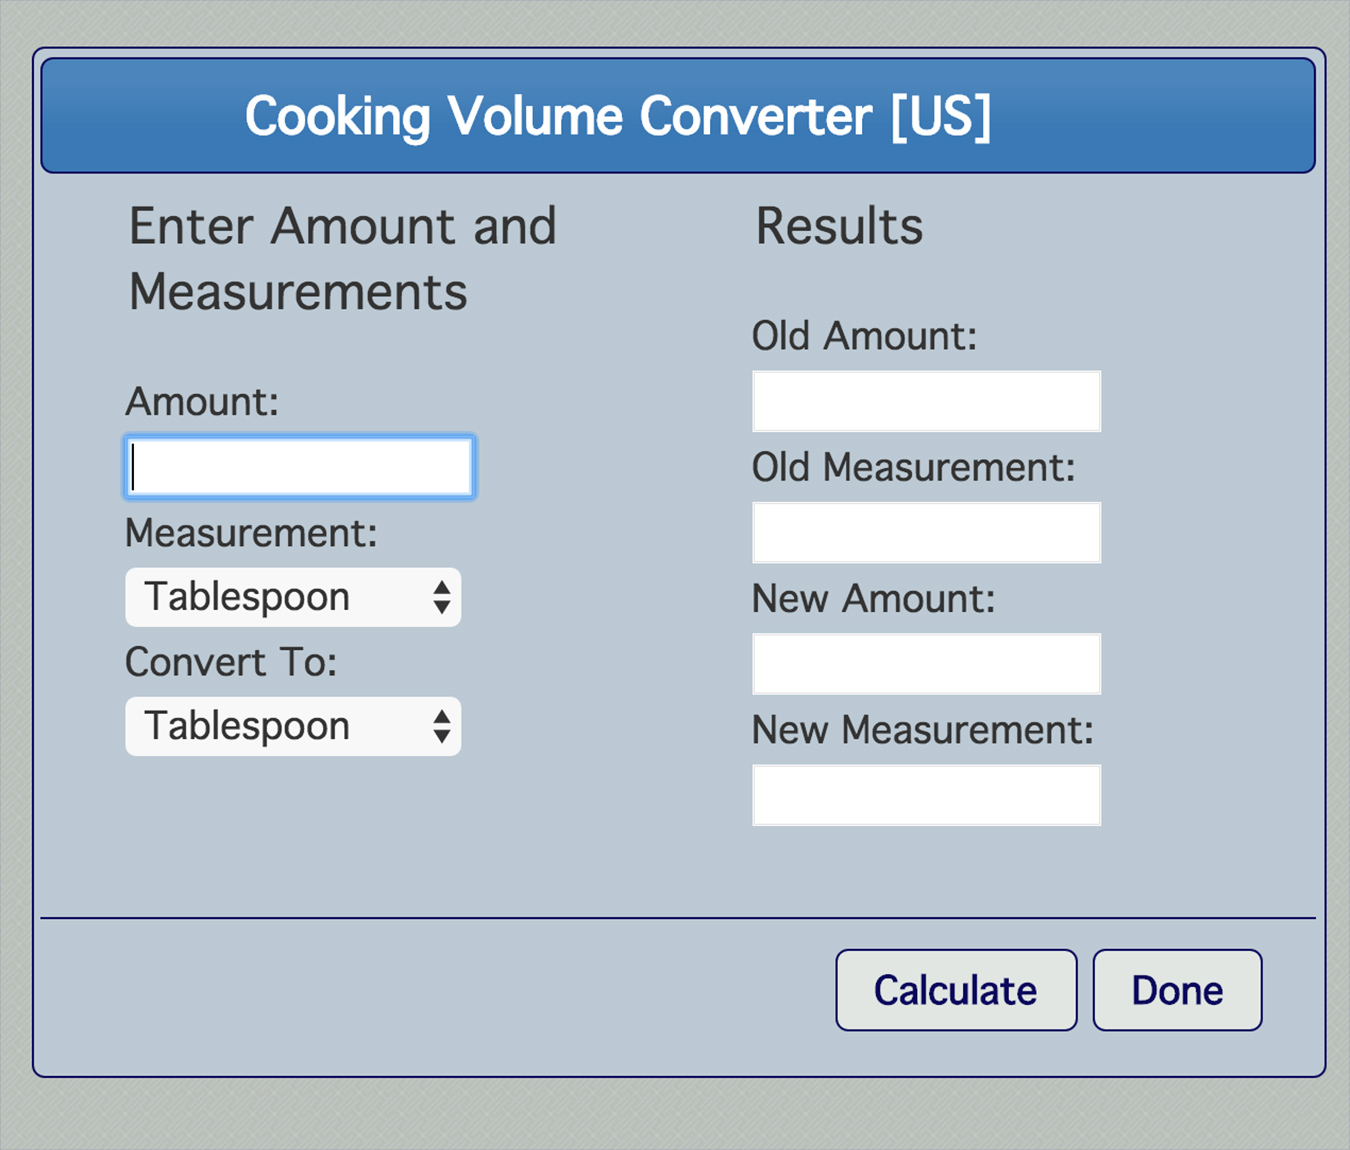 Cooking Volume Converter [US]
Enter Amount and
Measurements
Amount:
Measurement:
Tablespoon
Convert To:
Tablespoon
Results
Old Amount:
Old Measurement:
New Amount:
New Measurement:
Calculate
Done